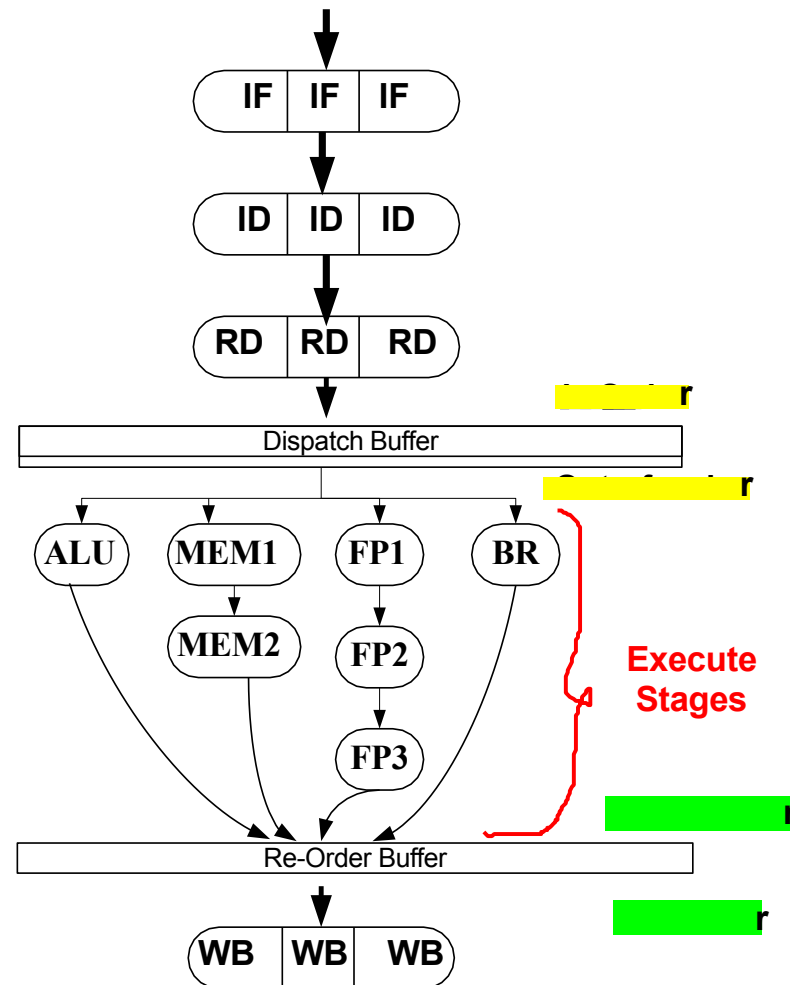 IF IF IF
ID ID ID
RD RD RD
r
Dispatch Buffer
r
ALU MEM1 FP1 BR
MEM2 FP2
Execute
Stages
FP3
Re-Order Buffer
r
WB WB WB